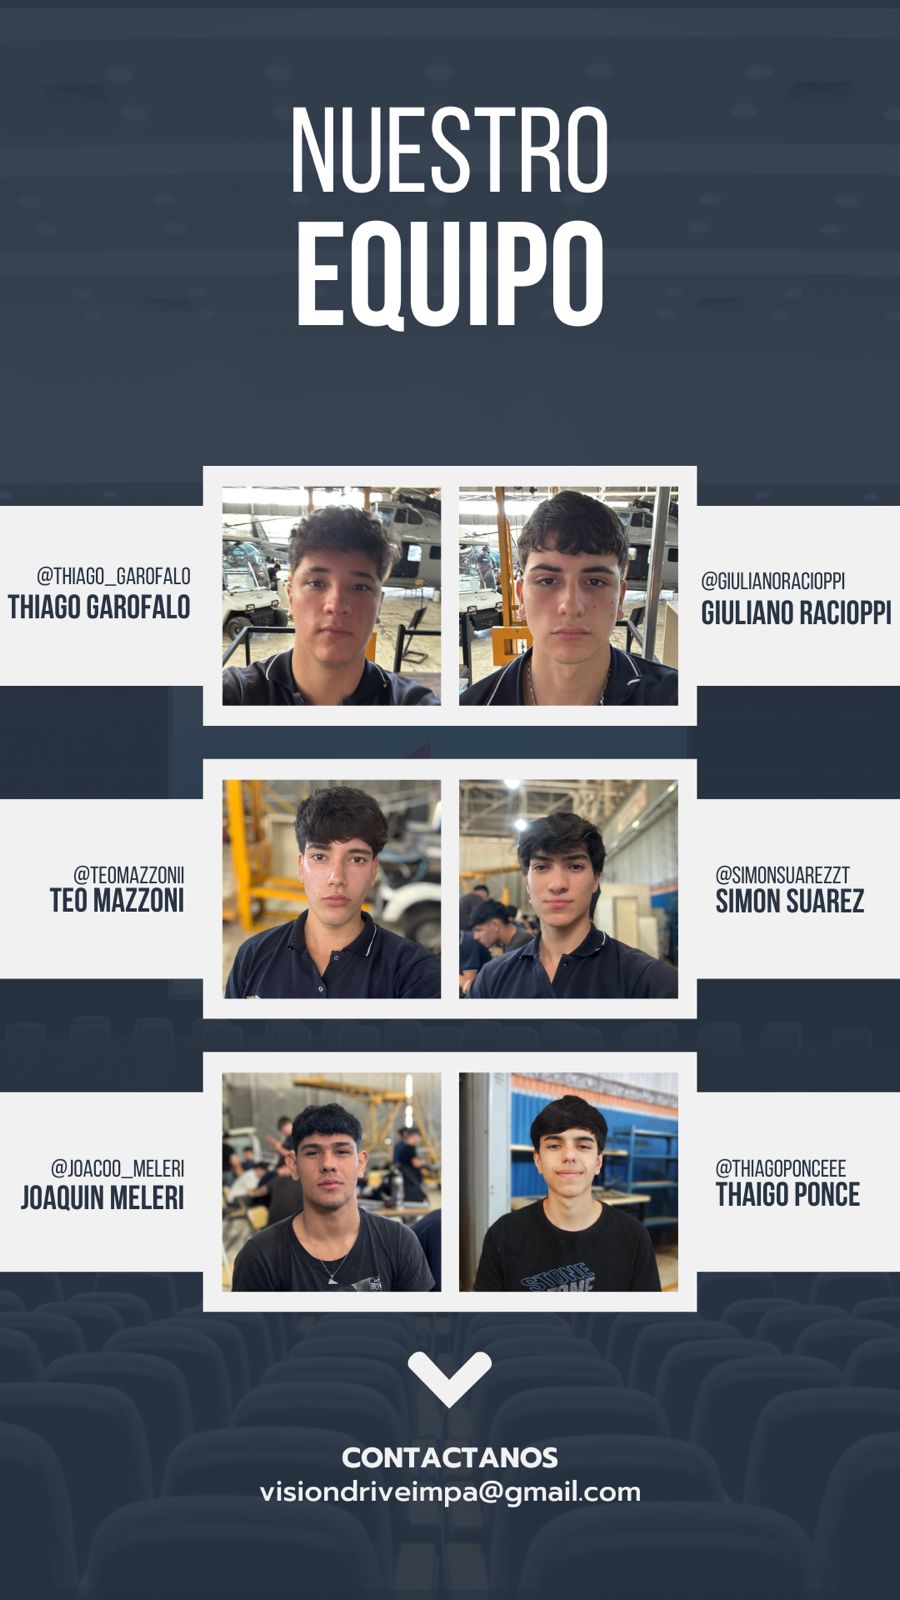 NUESTRO
EQUIPO
@THIAGO_GAROFALO
THIAGO GAROFALO
@GIULIANORACIOPPI
GIULIANO RACIOPPI
@TEOMAZZONII
TEO MAZZONI
@SIMONSUAREZZT
SIMON SUAREZ
@JOACOO_MELERI
JOAQUIN MELERI
@THIAGOPONCEEE
THAIGO PONCE
STONE
CONTACTANOS
visiondriveimpa@gmail.com